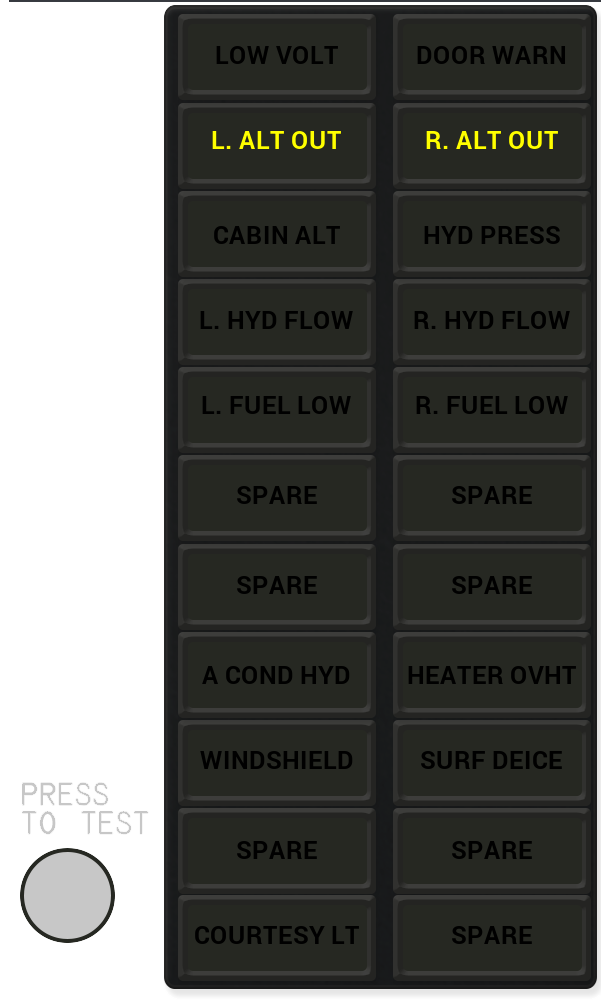 LOW VOLT DOOR WARN
L. ALT OUT R. ALT OUT
CABIN ALT HYD PRESS
L. HYD FLOW R. HYD FLOW
L. FUEL LOW R. FUEL LOW
SPARE SPARE
SPARE SPARE
A COND HYD HEATER OVHT
WINDSHIELD SURF DEICE
SPARE SPARE
COURTESY LT SPARE
PRESS
TO TEST